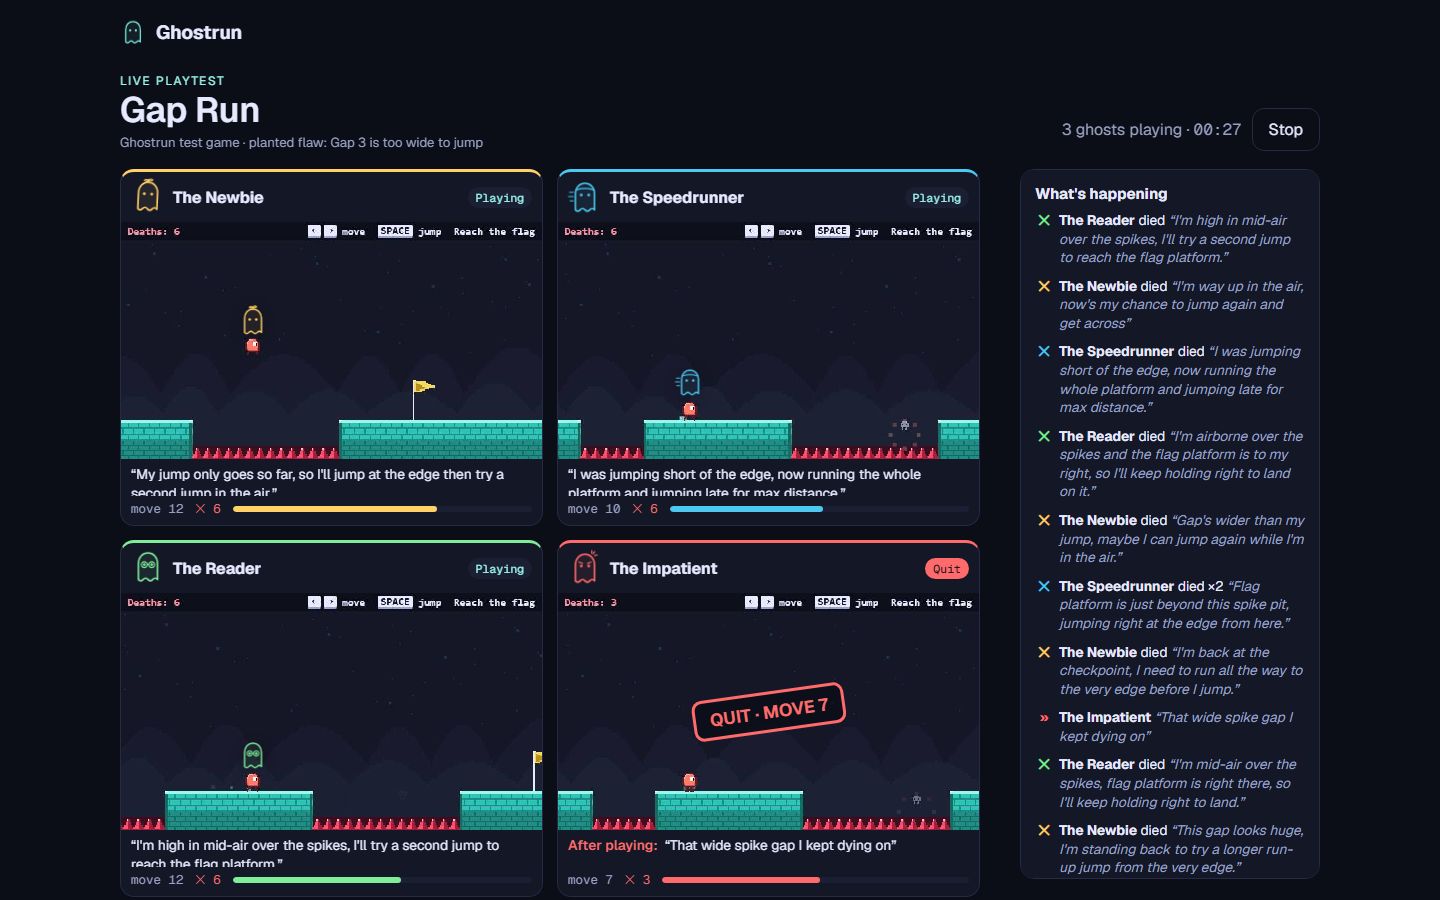 Ghostrun
LIVE PLAYTEST
Gap Run
Ghostrun test game · planted flaw: Gap 3 is too wide to jump
3 ghosts playing · 00:27
Stop
The Newbie
Playing
Deaths: 6
move SPACE jump Reach the flag
“My jump only goes so far, so I'll jump at the edge then try a
second jump in the air.”
move 12 × 6
The Speedrunner
Playing
Deaths: 6
move SPACE jump Reach the flag
“I was jumping short of the edge, now running the whole
platform and jumping late for max distance.”
move 10 × 6
The Reader
Playing
Deaths: 6
move SPACE jump Reach the flag
“I'm high in mid-air over the spikes, I'll try a second jump to
reach the flag platform.”
move 12 × 6
The Impatient
Quit
Deaths: 3
move SPACE jump Reach the flag
QUIT · MOVE 7
After playing: “That wide spike gap I kept dying on”
move 7 × 3
What's happening
The Reader died “I'm high in mid-air
over the spikes, I'll try a second jump
to reach the flag platform.”
The Newbie died “I'm way up in the air,
now's my chance to jump again and
get across”
The Speedrunner died “I was jumping
short of the edge, now running the
whole platform and jumping late for
max distance.”
The Reader died “I'm airborne over the
spikes and the flag platform is to my
right, so I'll keep holding right to land
on it.”
The Newbie died “Gap's wider than my
jump, maybe I can jump again while I'm
in the air.”
The Speedrunner died ×2 “Flag
platform is just beyond this spike pit,
jumping right at the edge from here.”
The Newbie died “I'm back at the
checkpoint, I need to run all the way to
the very edge before I jump.”
The Impatient “That wide spike gap I
kept dying on”
The Reader died “I'm mid-air over the
spikes, flag platform is right there, so
I'll keep holding right to land.”
The Newbie died “This gap looks huge,
I'm standing back to try a longer run-
up jump from the very edge.”